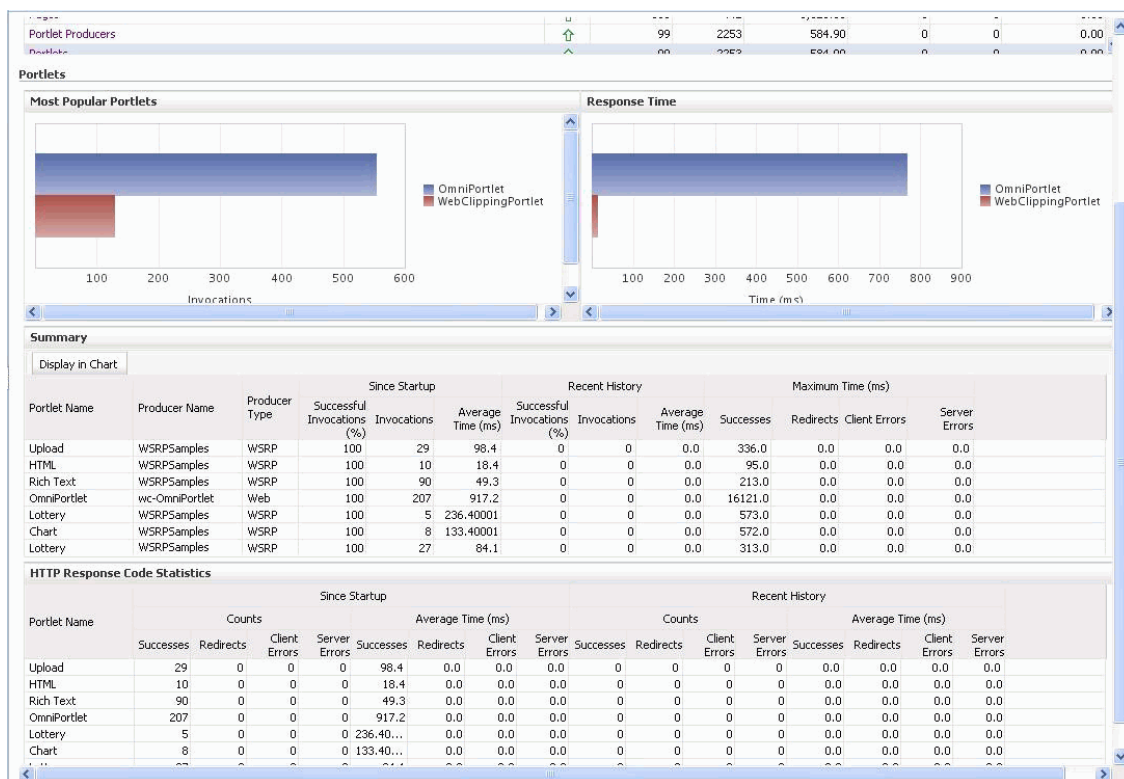 Portlet Producers 99 2253 584.90 0 0 0.00
Portlets 99 2253 584.90 0 0 0.00
Portlets
Most Popular Portlets
Response Time
OmniPortlet
WebClippingPortlet
100 200 300 400 500 600
Invocations
OmniPortlet
WebClippingPortlet
100 200 300 400 500 600 700 800 900
Time (ms)
Summary
Display in Chart
Since Startup Recent History Maximum Time (ms)
Portlet Name Producer Name Producer Type Successful Invocations (%) Invocations Average Time (ms) Successful Invocations (%) Invocations Average Time (ms) Successes Redirects Client Errors Server Errors
Upload WSRPSamples WSRP 100 29 98.4 0 0 0.0 336.0 0.0 0.0 0.0
HTML WSRPSamples WSRP 100 10 18.4 0 0 0.0 95.0 0.0 0.0 0.0
Rich Text WSRPSamples WSRP 100 90 49.3 0 0 0.0 213.0 0.0 0.0 0.0
OmniPortlet wc-OmniPortlet Web 100 207 917.2 0 0 0.0 16121.0 0.0 0.0 0.0
Lottery WSRPSamples WSRP 100 5 236.40001 0 0 0.0 573.0 0.0 0.0 0.0
Chart WSRPSamples WSRP 100 8 133.40001 0 0 0.0 572.0 0.0 0.0 0.0
Lottery WSRPSamples WSRP 100 27 84.1 0 0 0.0 313.0 0.0 0.0 0.0
HTTP Response Code Statistics
Since Startup Recent History
Portlet Name Counts Average Time (ms) Counts Average Time (ms)
Successes Redirects Client Errors Server Errors Successes Redirects Client Errors Server Errors Successes Redirects Client Errors Server Errors Successes Redirects Client Errors Server Errors
Upload 29 0 0 0 98.4 0.0 0.0 0.0 0 0 0 0 0.0 0.0 0.0 0.0
HTML 10 0 0 0 18.4 0.0 0.0 0.0 0 0 0 0 0.0 0.0 0.0 0.0
Rich Text 90 0 0 0 49.3 0.0 0.0 0.0 0 0 0 0 0.0 0.0 0.0 0.0
OmniPortlet 207 0 0 0 917.2 0.0 0.0 0.0 0 0 0 0 0.0 0.0 0.0 0.0
Lottery 5 0 0 0 236.40... 0.0 0.0 0.0 0 0 0 0 0.0 0.0 0.0 0.0
Chart 8 0 0 0 133.40... 0.0 0.0 0.0 0 0 0 0 0.0 0.0 0.0 0.0